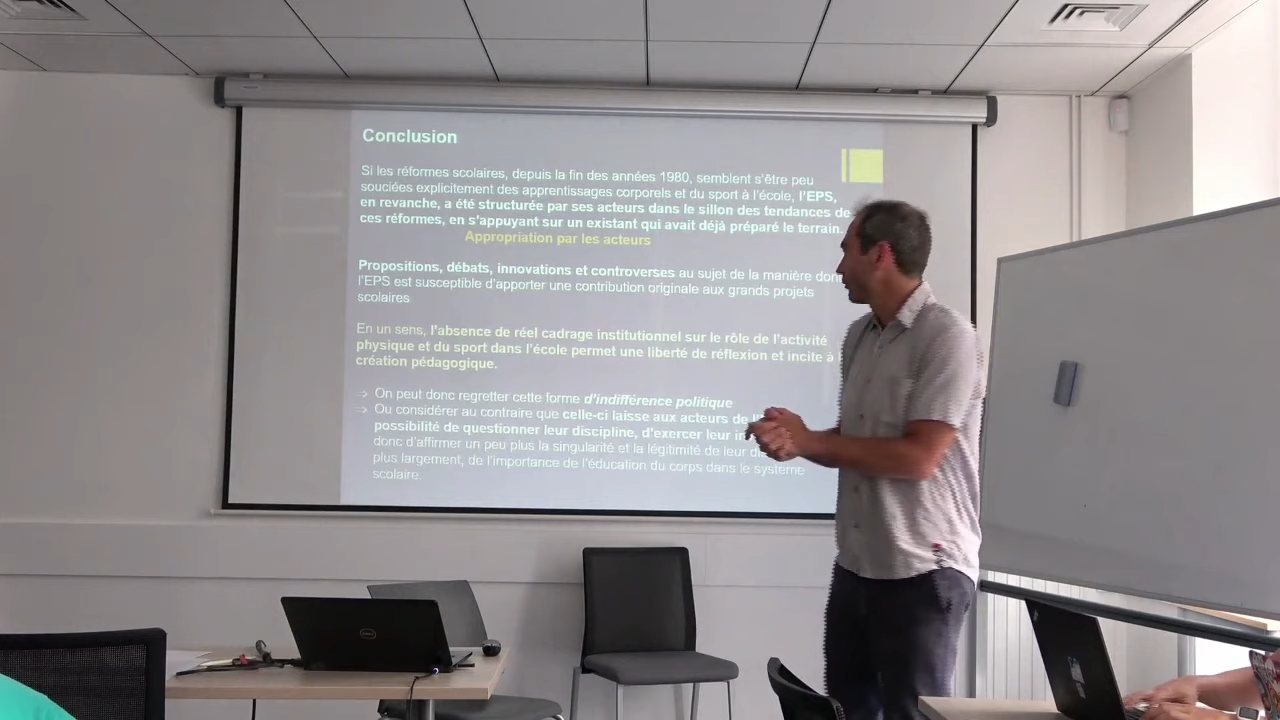 Conclusion
Si les réformes scolaires, depuis la fin des années 1980, semblent s'être peu
souciées explicitement des apprentissages corporels et du sport à l'école, l'EPS,
en revanche, a été structurée par ses acteurs dans le sillon des tendances de
ces réformes, en s'appuyant sur un existant qui avait déjà préparé le terrain.
Appropriation par les acteurs
Propositions, débats, innovations et controverses au sujet de la manière
l'EPS est susceptible d'apporter une contribution originale aux grands projets
scolaires
En un sens, l'absence de réel cadrage institutionnel sur le rôle de l'activité
physique et du sport dans l'école permet une liberté de réflexion et incite à
création pédagogique.
On peut donc regretter cette forme d'indifférence politique
Ou considérer au contraire que celle-ci laisse aux acteurs de
possibilité de questionner leur discipline, d'exercer leur
donc d'affirmer un peu plus la singularité et la légitimité de leur
plus largement, de l'importance de l'éducation du corps dans le système
scolaire.
DELL